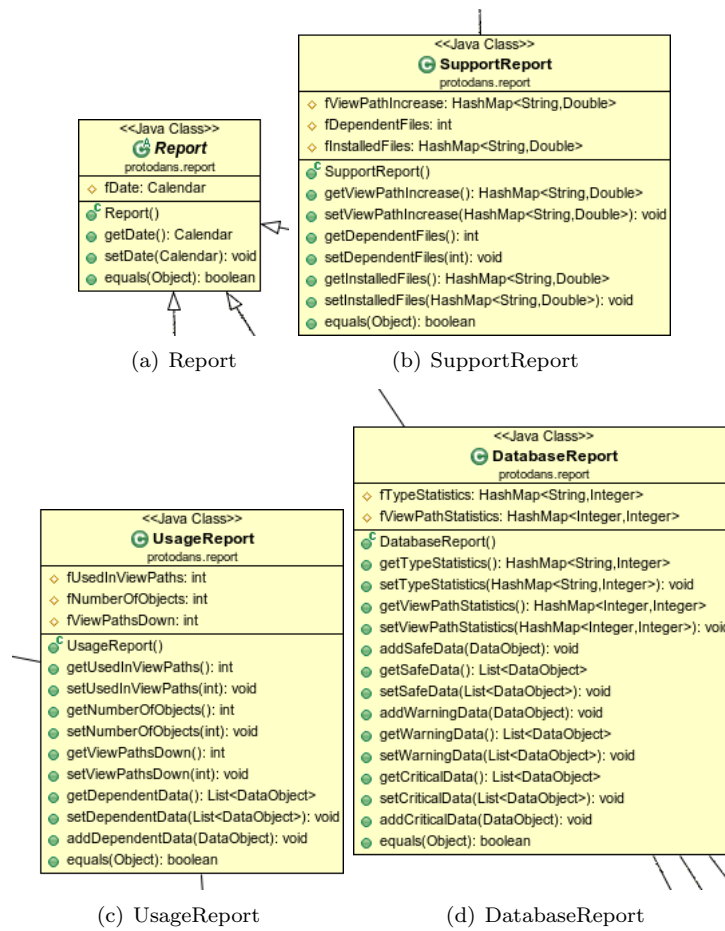 <<Java Class>>
Report
protodans.report
fDate: Calendar
Report()
getDate(): Calendar
setDate(Calendar): void
equals(Object): boolean
(a) Report
<<Java Class>>
SupportReport
protodans.report
fViewPathIncrease: HashMap<String,Double>
fDependentFiles: int
fInstalledFiles: HashMap<String,Double>
SupportReport()
getViewPathIncrease(): HashMap<String,Double>
setViewPathIncrease(HashMap<String,Double>): void
getDependentFiles(): int
setDependentFiles(int): void
getInstalledFiles(): HashMap<String,Double>
setInstalledFiles(HashMap<String,Double>): void
equals(Object): boolean
(b) SupportReport
<<Java Class>>
UsageReport
protodans.report
fUsedInViewPaths: int
fNumberOfObjects: int
fViewPathsDown: int
UsageReport()
getUsedInViewPaths(): int
setUsedInViewPaths(int): void
getNumberOfObjects(): int
setNumberOfObjects(int): void
getViewPathsDown(): int
setViewPathsDown(int): void
getDependentData(): List<DataObject>
setDependentData(List<DataObject>): void
addDependentData(DataObject): void
equals(Object): boolean
(c) UsageReport
<<Java Class>>
DatabaseReport
protodans.report
fTypeStatistics: HashMap<String,Integer>
fViewPathStatistics: HashMap<Integer,Integer>
DatabaseReport()
getTypeStatistics(): HashMap<String,Integer>
setTypeStatistics(HashMap<String,Integer>): void
getViewPathStatistics(): HashMap<Integer,Integer>
setViewPathStatistics(HashMap<Integer,Integer>): void
addSafeData(DataObject): void
getSafeData(): List<DataObject>
setSafeData(List<DataObject>): void
addWarningData(DataObject): void
getWarningData(): List<DataObject>
setWarningData(List<DataObject>): void
getCriticalData(): List<DataObject>
setCriticalData(List<DataObject>): void
addCriticalData(DataObject): void
equals(Object): boolean
(d) DatabaseReport